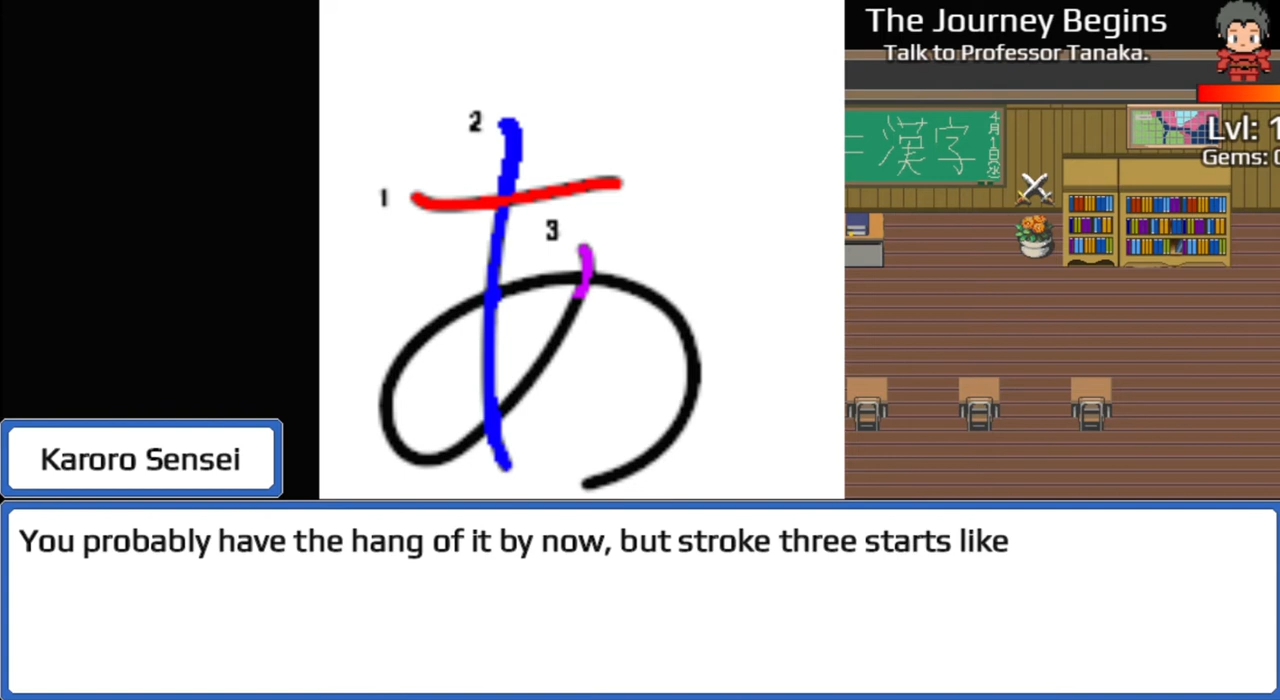 The Journey Begins
Talk to Professor Tanaka.
漢字
4月1日
Lvl: 1
Gems: 0
2
1
3
あ
Karoro Sensei
You probably have the hang of it by now, but stroke three starts like